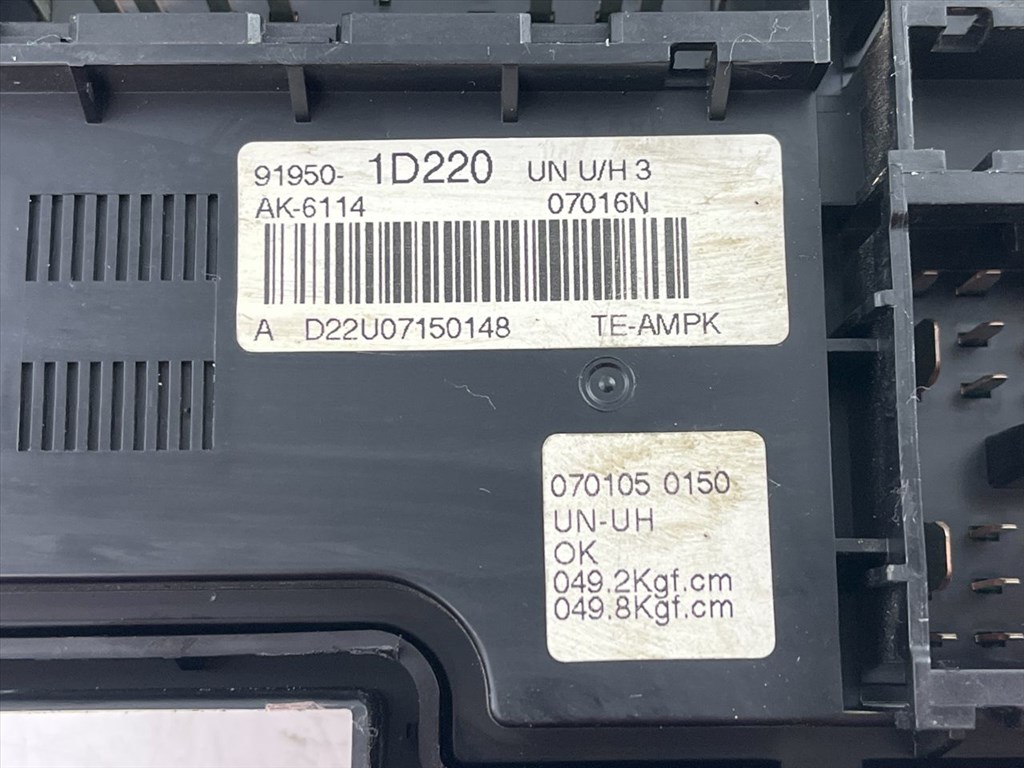 91950- 1D220 UN U/H 3
AK-6114 07016N
A D22U07150148 TE-AMPK
070105 0150
UN-UH
OK
049.2Kgf.cm
049.8Kgf.cm